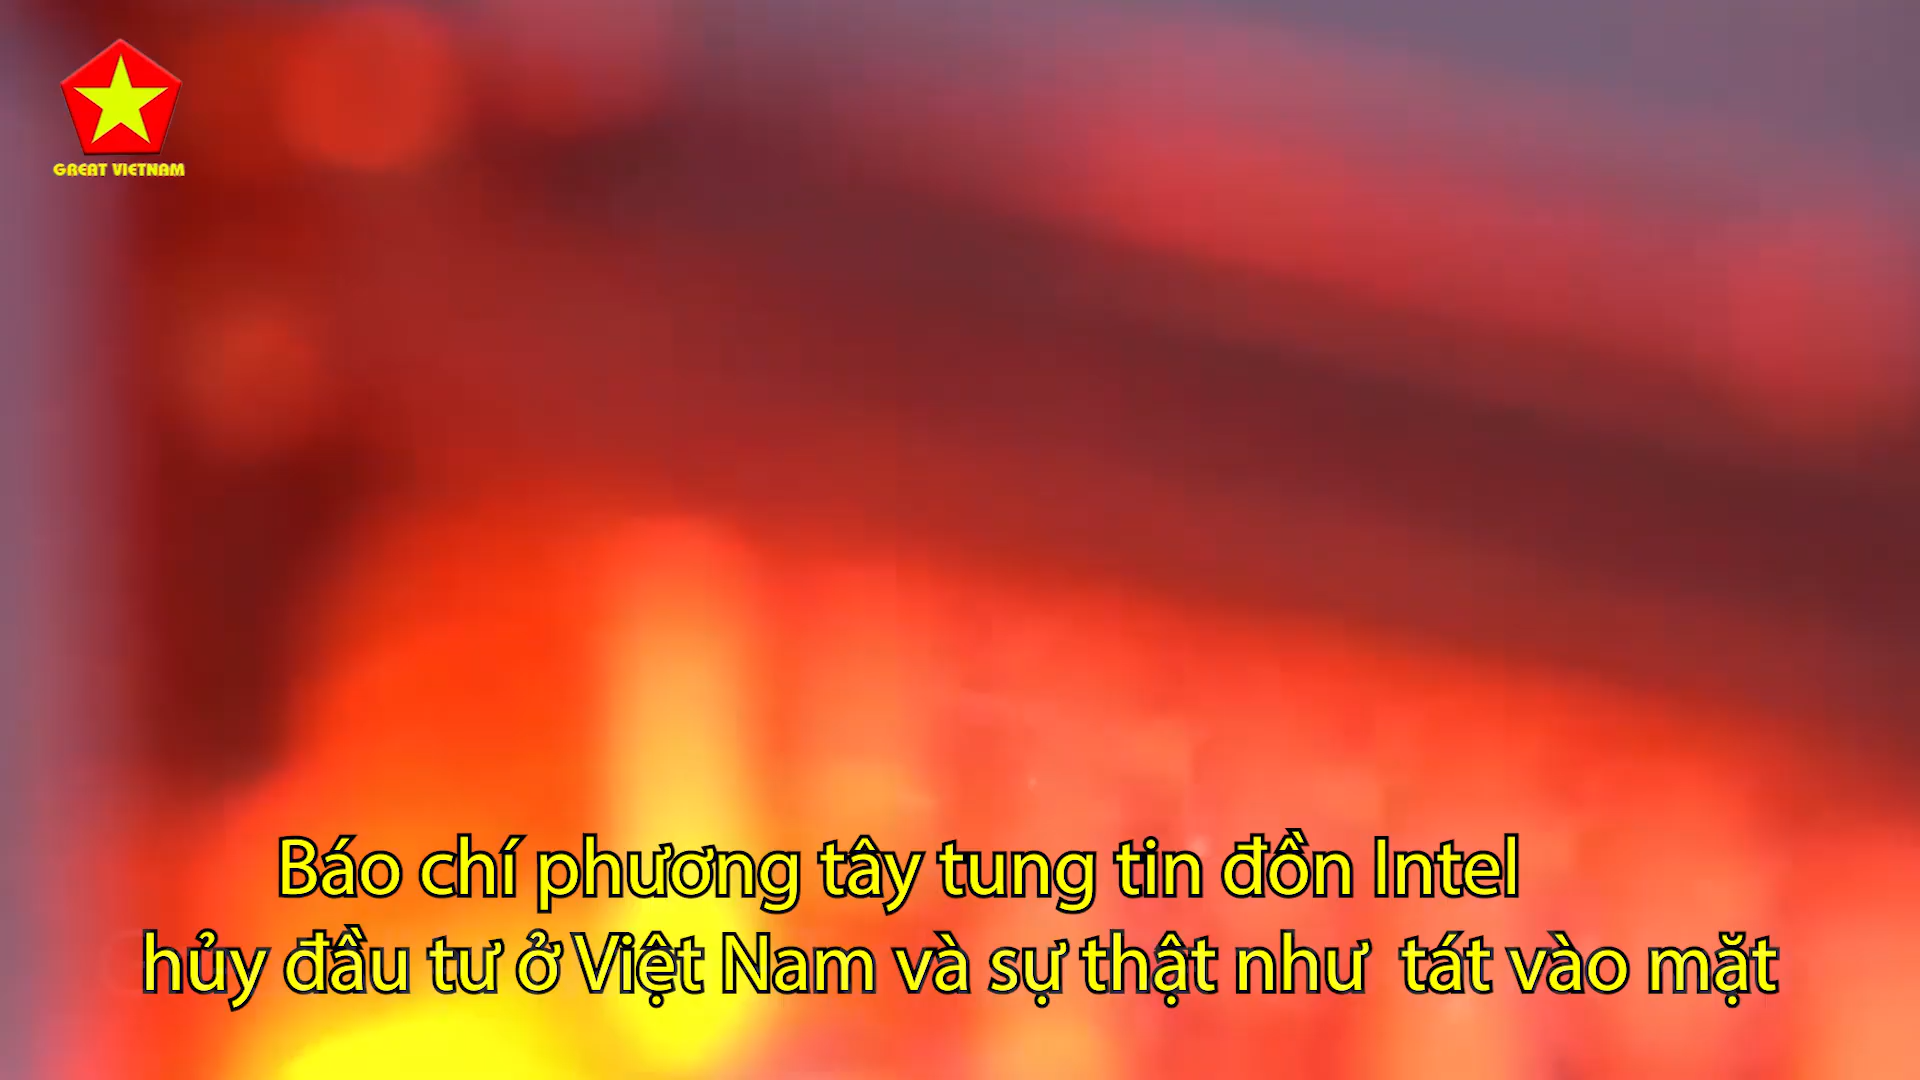 GREAT VIETNAM
Báo chí phương tây tung tin đồn Intel
hủy đầu tư ở Việt Nam và sự thật như tát vào mặt